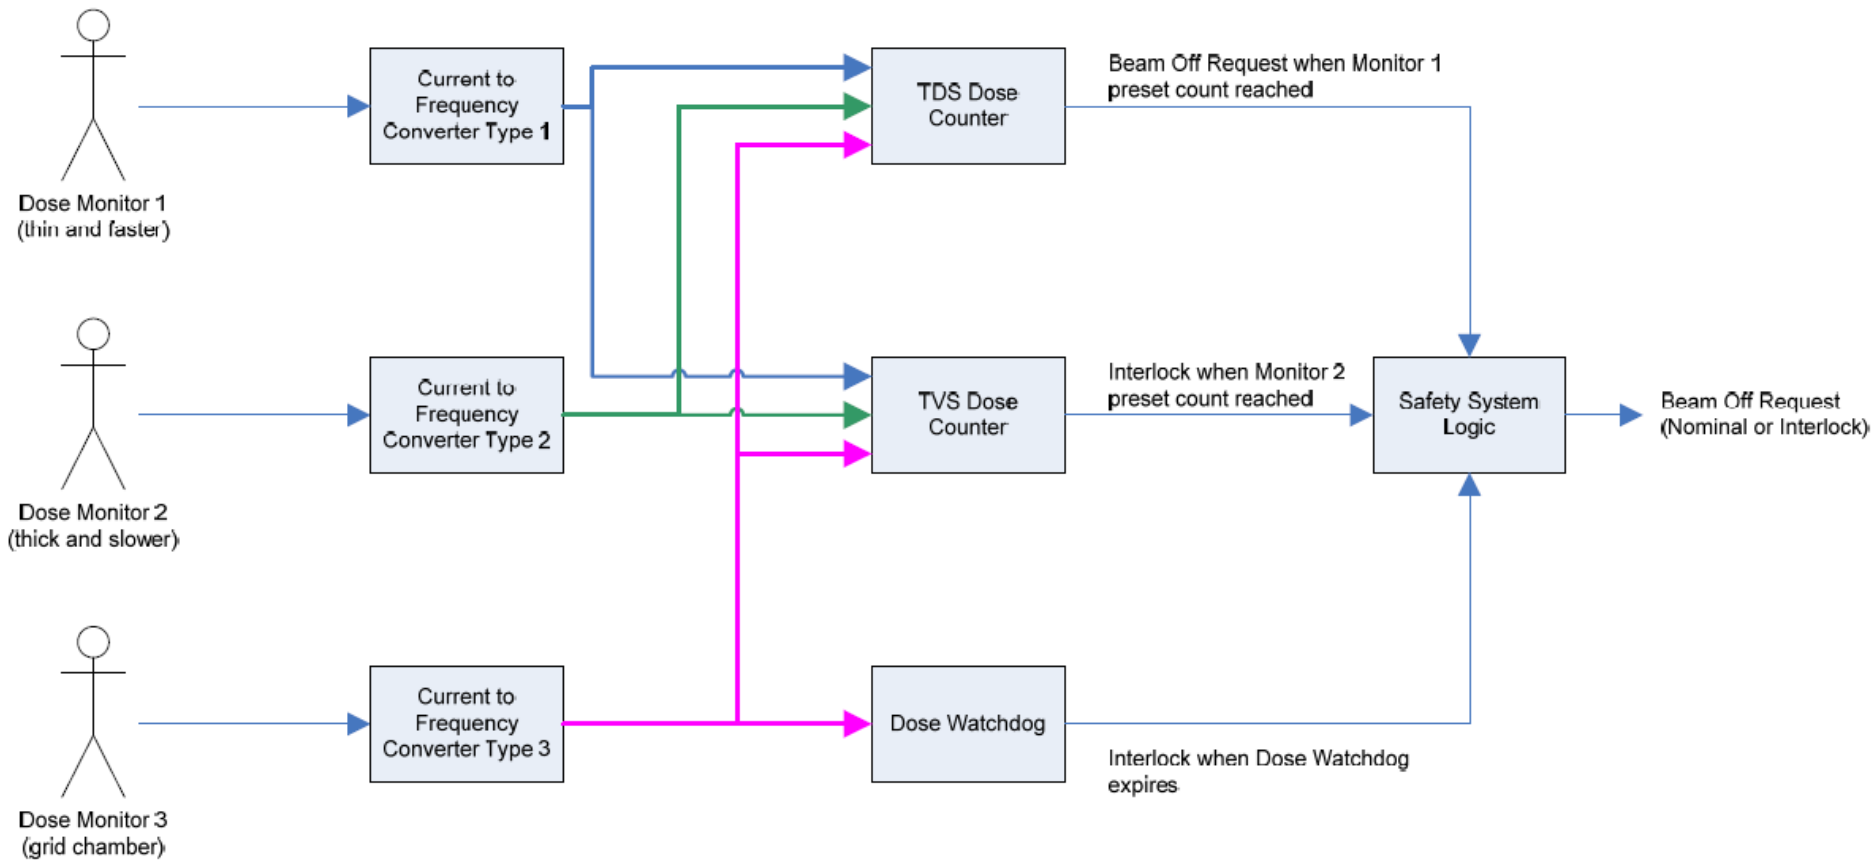 Dose Monitor 1
(thin and faster)
Current to
Frequency
Converter Type 1
TDS Dose
Counter
Beam Off Request when Monitor 1
preset count reached
Dose Monitor 2
(thick and slower)
Current to
Frequency
Converter Type 2
TVS Dose
Counter
Interlock when Monitor 2
preset count reached
Safety System
Logic
Beam Off Request
(Nominal or Interlock)
Dose Monitor 3
(grid chamber)
Current to
Frequency
Converter Type 3
Dose Watchdog
Interlock when Dose Watchdog
expires